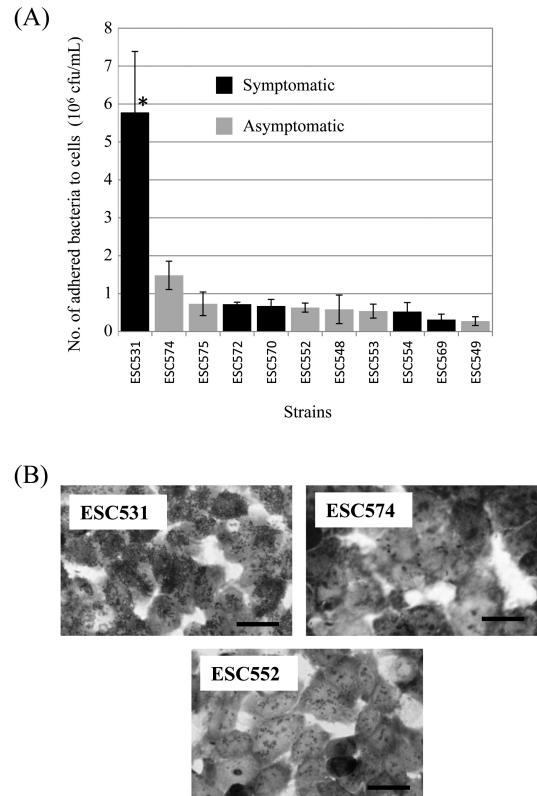 (A)
No. of adhered bacteria to cells (10⁶ cfu/mL)
8
7
6
5
4
3
2
1
0
*
Symptomatic
Asymptomatic
ESC531
ESC574
ESC575
ESC572
ESC570
ESC552
ESC548
ESC553
ESC554
ESC569
ESC549
Strains
(B)
ESC531
ESC574
ESC552